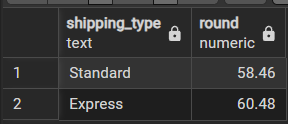 shipping_type round
text numeric
1 Standard 58.46
2 Express 60.48